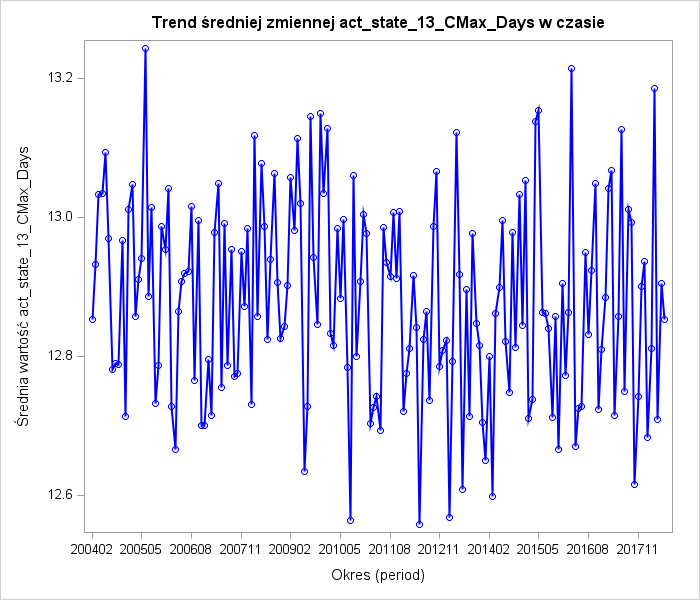 Trend średniej zmiennej act_state_13_CMax_Days w czasie
Średnia wartość act_state_13_CMax_Days
13.2
13.0
12.8
12.6
200402 200505 200608 200711 200902 201005 201108 201211 201402 201505 201608 201711
Okres (period)